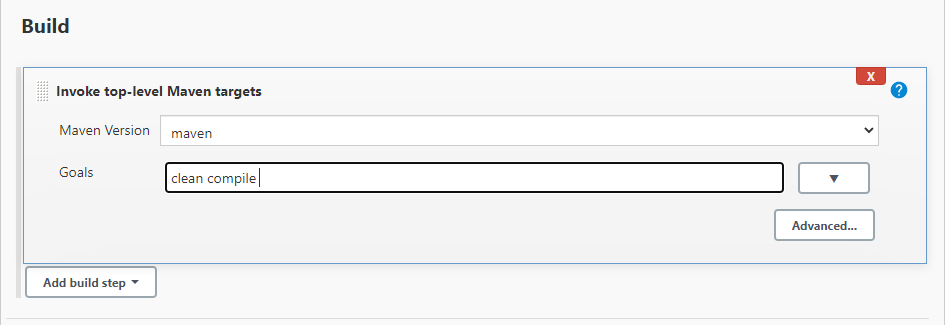 Build
Invoke top-level Maven targets
X
?
Maven Version
maven
Goals
clean compile
▼
Advanced...
Add build step